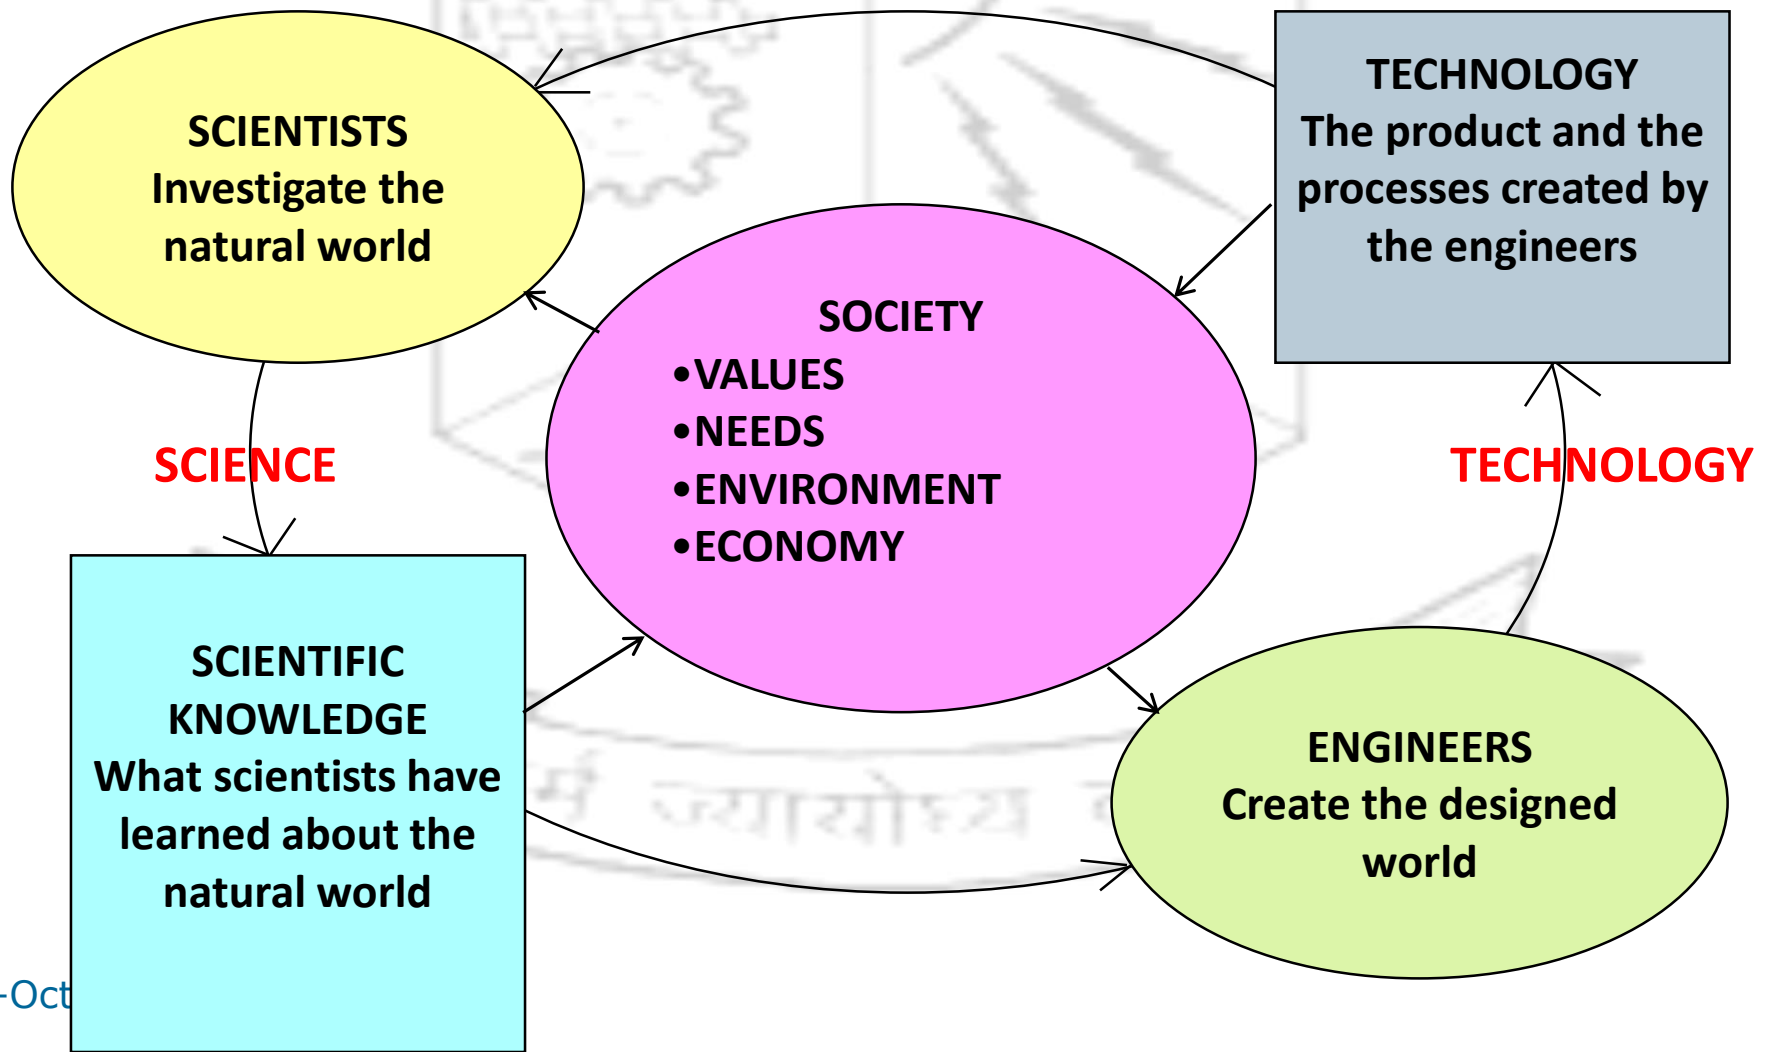 SCIENTISTS
Investigate the
natural world
TECHNOLOGY
The product and the
processes created by
the engineers
SOCIETY
•VALUES
•NEEDS
•ENVIRONMENT
•ECONOMY
SCIENCE
TECHNOLOGY
SCIENTIFIC
KNOWLEDGE
What scientists have
learned about the
natural world
ENGINEERS
Create the designed
world
-Oct